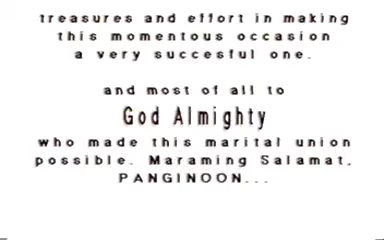 treasures and effort in making
this momentous occasion
a very succesful one.
and most of all to
God Almighty
who made this marital union
possible. Maraming Salamat,
PANGINOON...